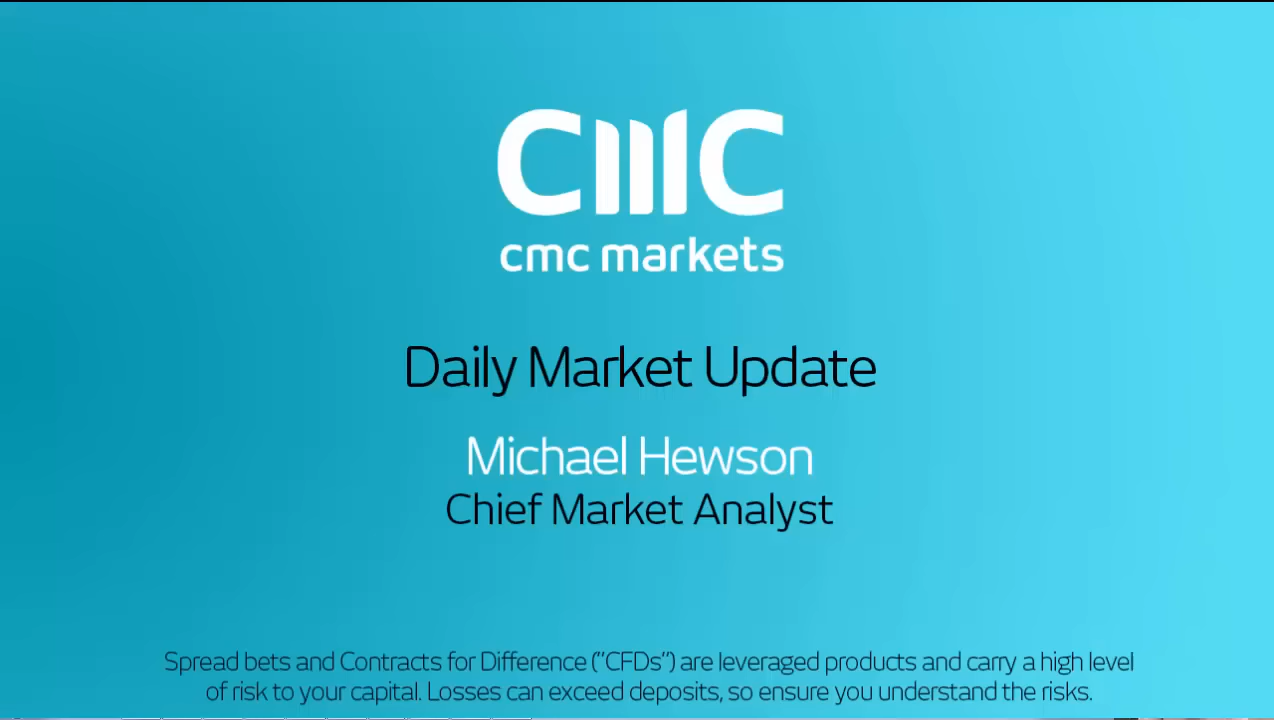 CMC
cmc markets
Daily Market Update
Michael Hewson
Chief Market Analyst
Spread bets and Contracts for Difference ("CFDs") are leveraged products and carry a high level
of risk to your capital. Losses can exceed deposits, so ensure you understand the risks.